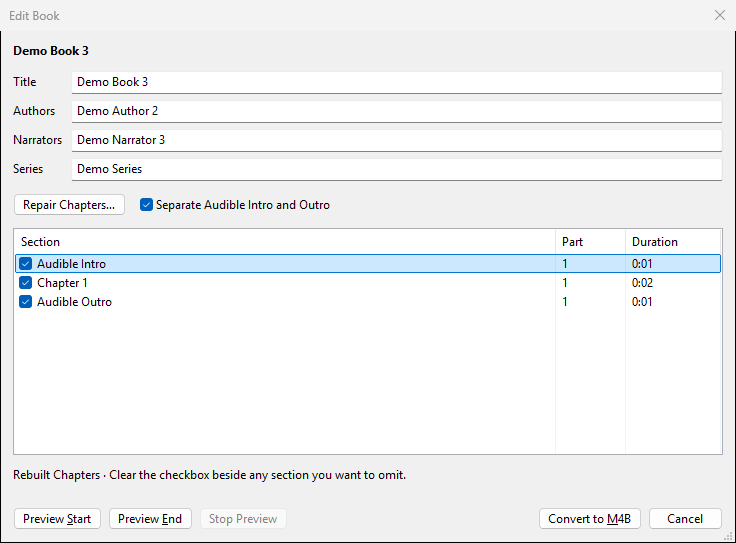 Edit Book
Demo Book 3
Title Demo Book 3
Authors Demo Author 2
Narrators Demo Narrator 3
Series Demo Series
Repair Chapters... Separate Audible Intro and Outro
Section Part Duration
Audible Intro 1 0:01
Chapter 1 1 0:02
Audible Outro 1 0:01
Rebuilt Chapters · Clear the checkbox beside any section you want to omit.
Preview Start Preview End Stop Preview Convert to M4B Cancel